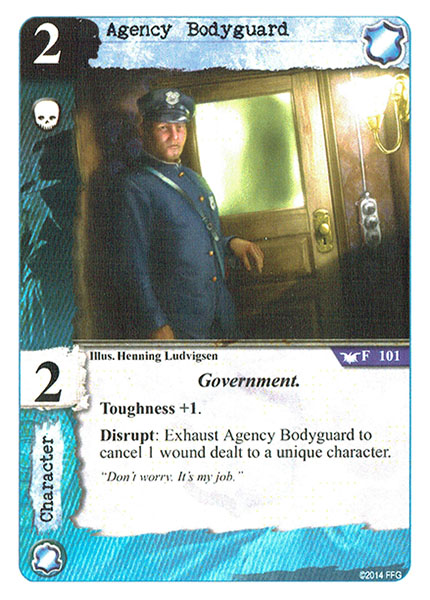 2
Agency Bodyguard
Illus. Henning Ludvigsen
F 101
2
Government.
Toughness +1.
Disrupt: Exhaust Agency Bodyguard to
cancel 1 wound dealt to a unique character.
“Don’t worry. It’s my job.”
Character
©2014 FFG